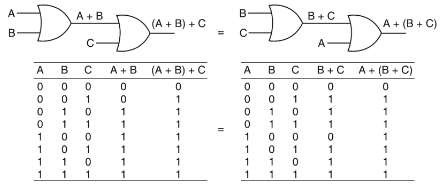 A
B
A + B
C
(A + B) + C
=
B
C
B + C
A
A + (B + C)
A B C A + B (A + B) + C
0 0 0 0 0
0 0 1 0 1
0 1 0 1 1
0 1 1 1 1
1 0 0 1 1
1 0 1 1 1
1 1 0 1 1
1 1 1 1 1
=
A B C B + C A + (B + C)
0 0 0 0 0
0 0 1 1 1
0 1 0 1 1
0 1 1 1 1
1 0 0 0 1
1 0 1 1 1
1 1 0 1 1
1 1 1 1 1